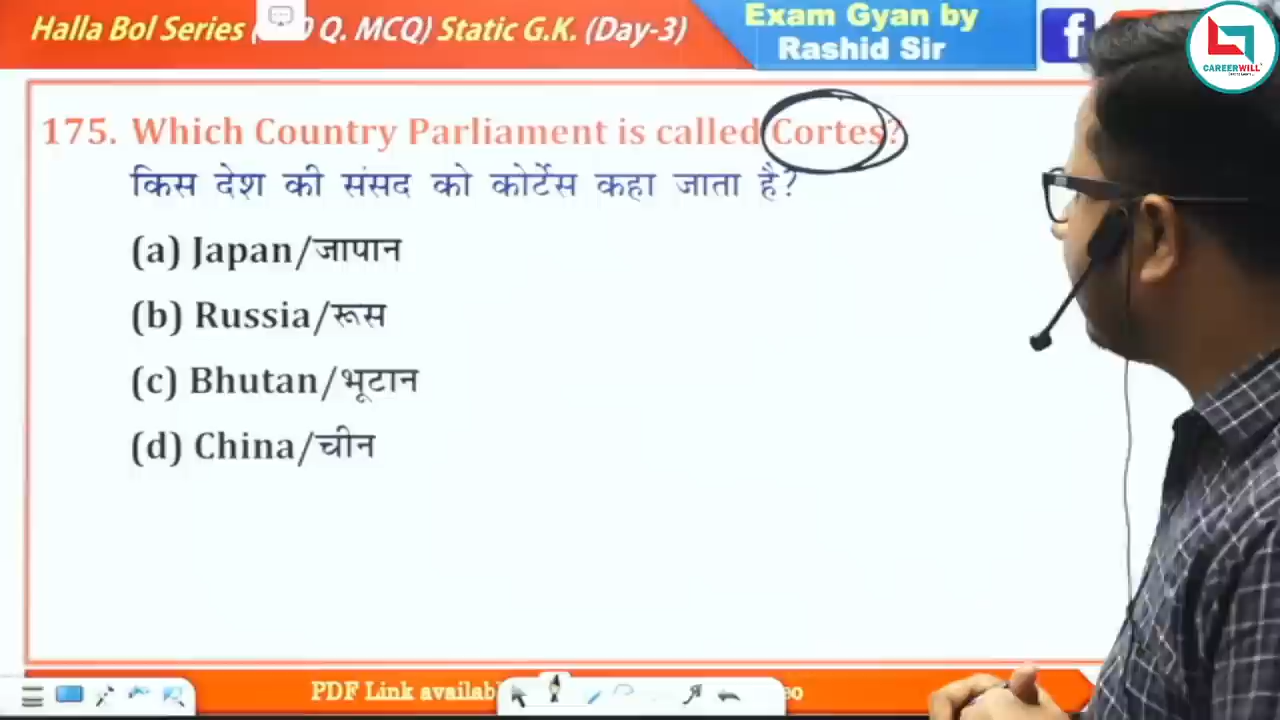 Halla Bol Series 0 Q. MCQ) Static G.K. (Day-3)
Exam Gyan by
Rashid Sir
f
CAREERWILL
175. Which Country Parliament is called Cortes?
किस देश की संसद को कोर्टेस कहा जाता है?
(a) Japan/जापान
(b) Russia/रूस
(c) Bhutan/भूटान
(d) China/चीन
PDF Link